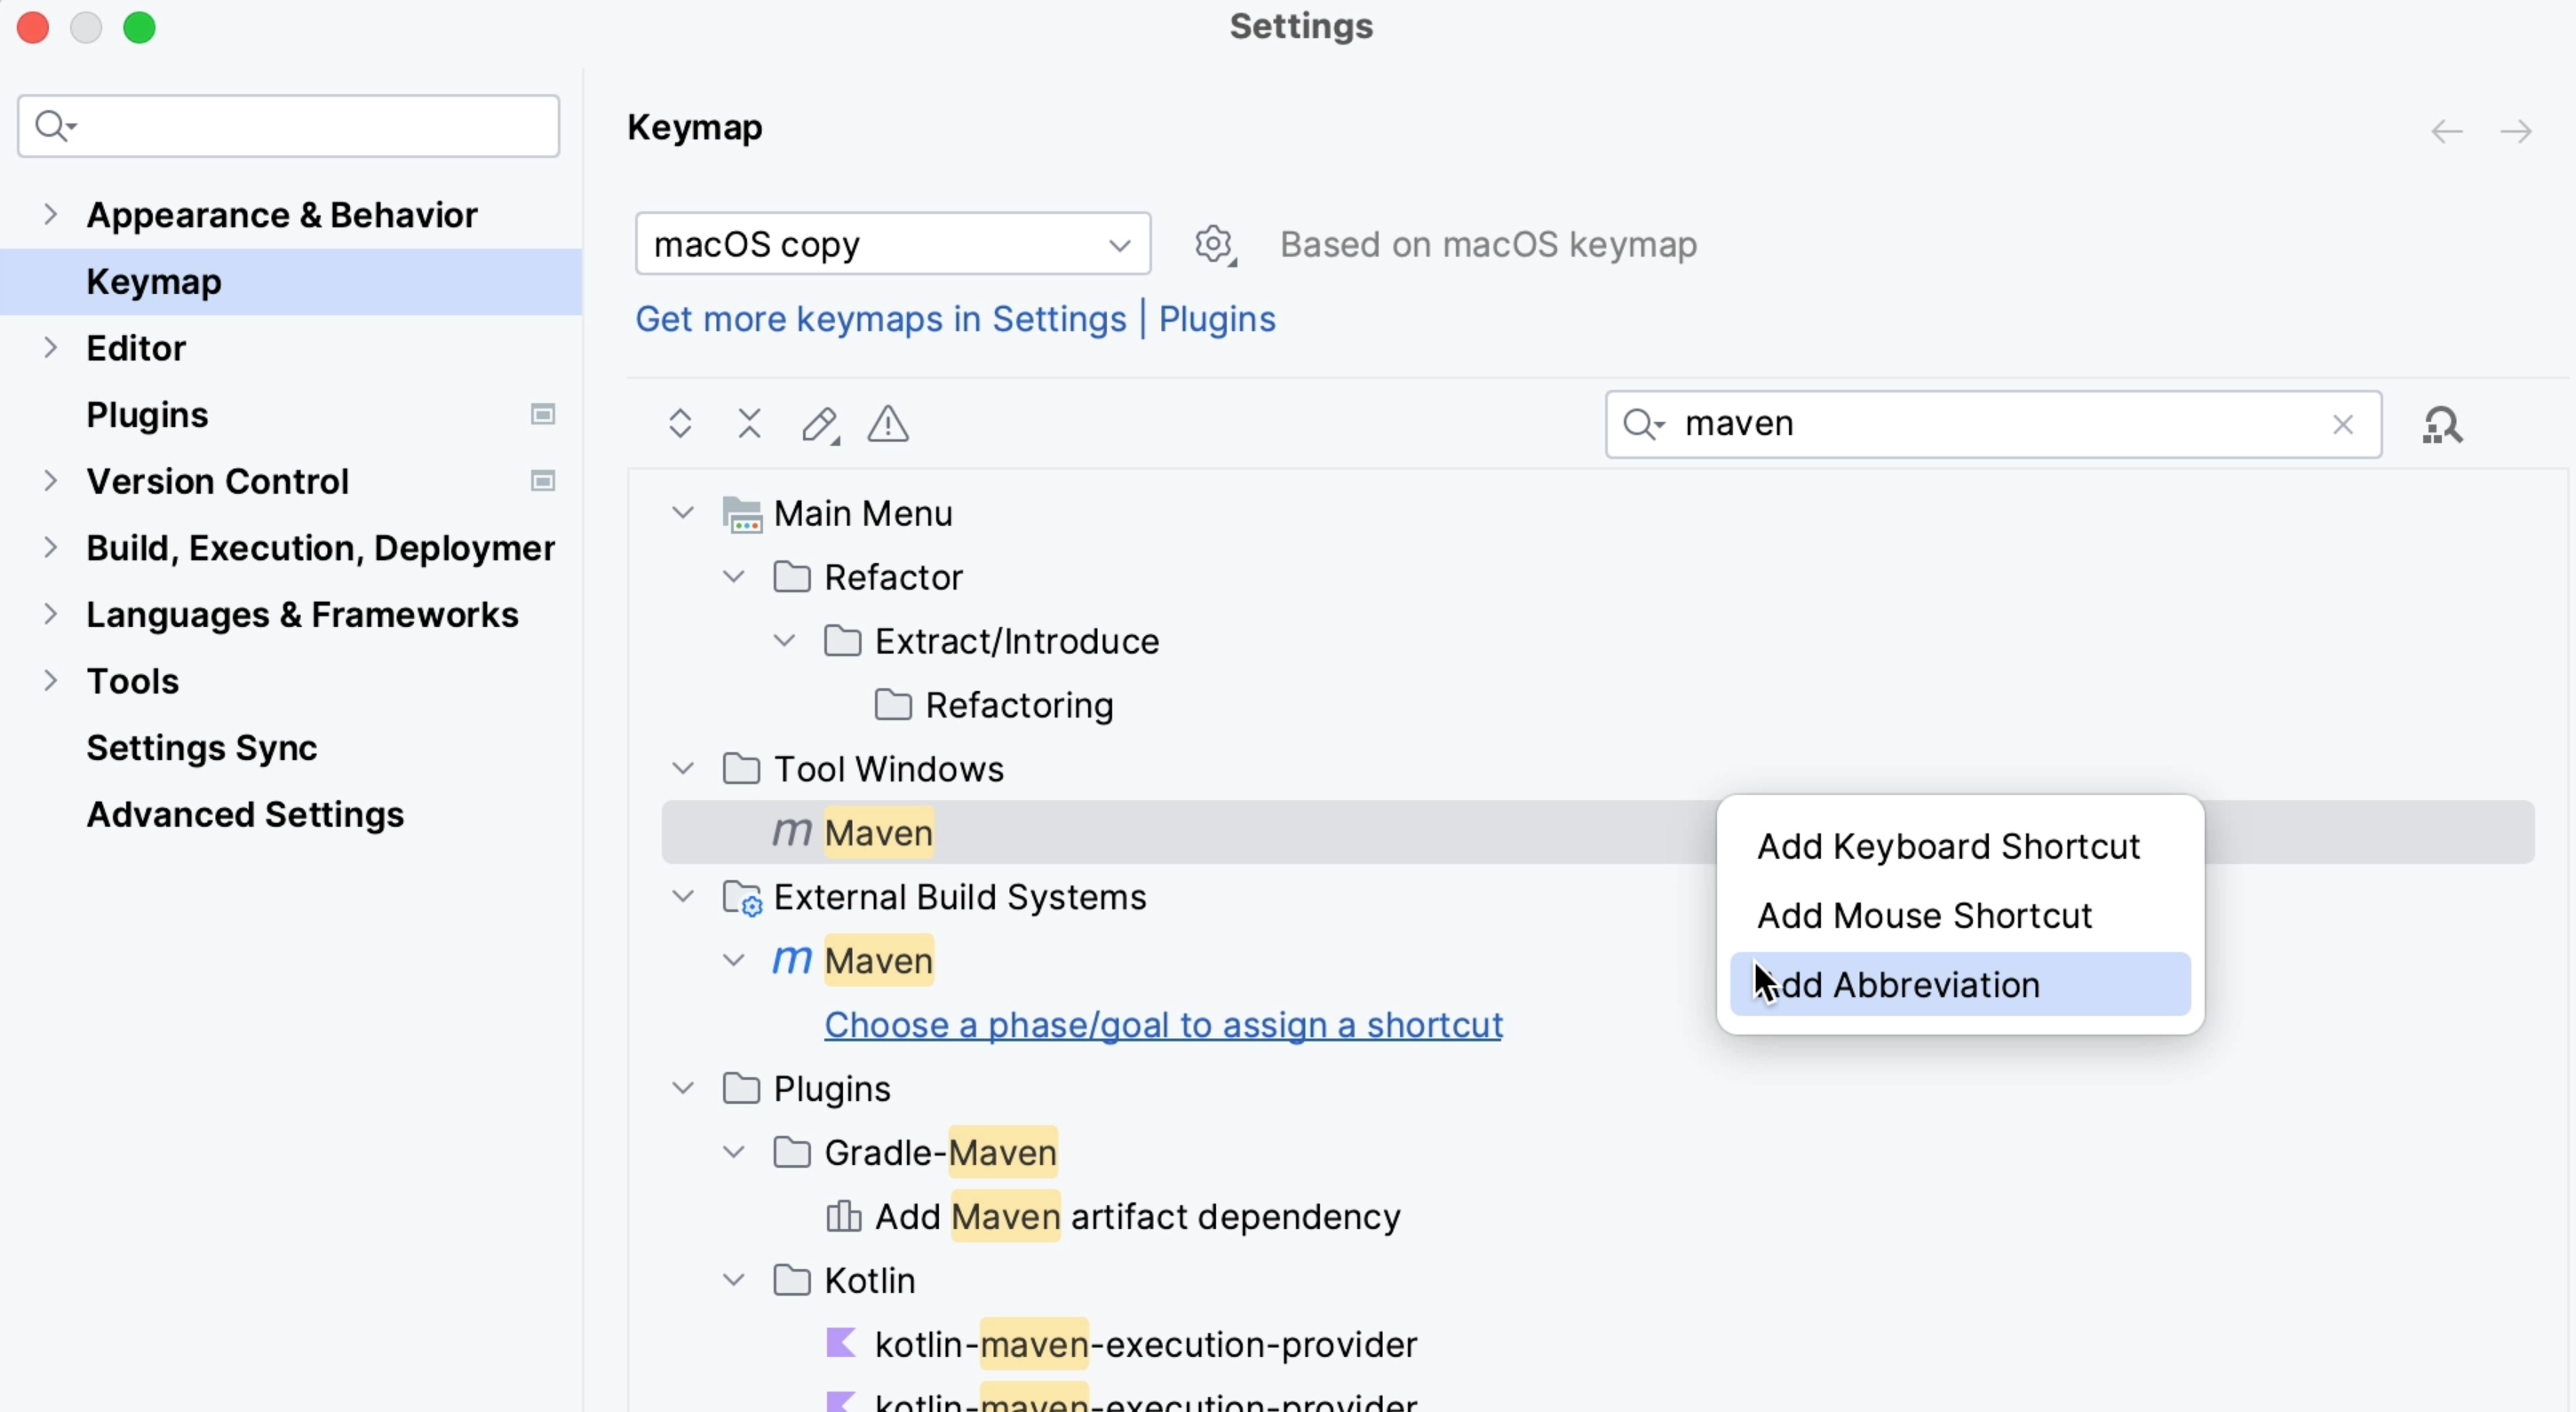 Settings
Appearance & Behavior
Keymap
Editor
Plugins
Version Control
Build, Execution, Deploymer
Languages & Frameworks
Tools
Settings Sync
Advanced Settings
Keymap
macOS copy
Based on macOS keymap
Get more keymaps in Settings | Plugins
maven
Main Menu
Refactor
Extract/Introduce
Refactoring
Tool Windows
Maven
External Build Systems
Maven
Choose a phase/goal to assign a shortcut
Plugins
Gradle-Maven
Add Maven artifact dependency
Kotlin
kotlin-maven-execution-provider
kotlin-maven-execution-provider
Add Keyboard Shortcut
Add Mouse Shortcut
Add Abbreviation